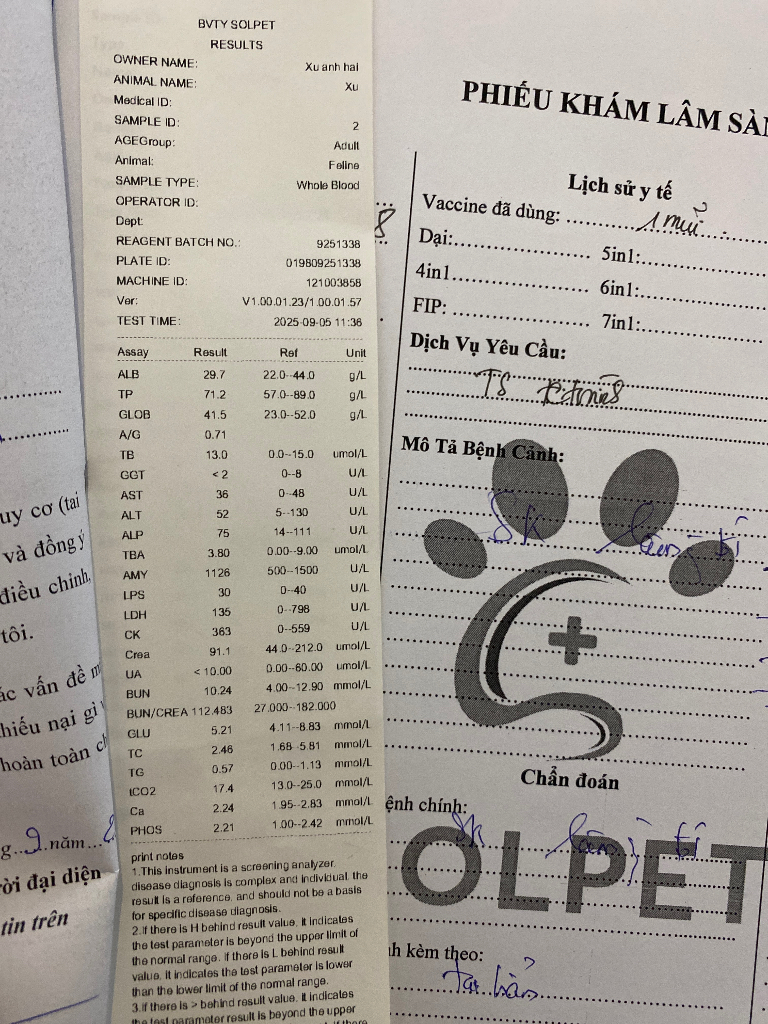 BVTY SOLPET
RESULTS
OWNER NAME: Xu anh hai
ANIMAL NAME: Xu
Medical ID:
SAMPLE ID: 2
AGEGroup: Adult
Animal: Feline
SAMPLE TYPE: Whole Blood
OPERATOR ID:
Dept:
REAGENT BATCH NO.: 9251338
PLATE ID: 019809251338
MACHINE ID: 121003858
Ver: V1.00.01.23/1.00.01.57
TEST TIME: 2025-09-05 11:36
Assay Result Ref Unit
ALB 29.7 22.0--44.0 g/L
TP 71.2 57.0--89.0 g/L
GLOB 41.5 23.0--52.0 g/L
A/G 0.71
TB 13.0 0.0--15.0 umol/L
GGT < 2 0--8 U/L
AST 36 0--48 U/L
ALT 52 5--130 U/L
ALP 75 14--111 U/L
TBA 3.80 0.00--9.00 umol/L
AMY 1126 500--1500 U/L
LPS 30 0--40 U/L
LDH 135 0--798 U/L
CK 363 0--559 U/L
Crea 91.1 44.0--212.0 umol/L
UA < 10.00 0.00--60.00 umol/L
BUN 10.24 4.00--12.90 mmol/L
BUN/CREA 112.483 27.000--182.000
GLU 5.21 4.11--8.83 mmol/L
TC 2.46 1.68--5.81 mmol/L
TG 0.57 0.00--1.13 mmol/L
tCO2 17.4 13.0--25.0 mmol/L
Ca 2.24 1.95--2.83 mmol/L
PHOS 2.21 1.00--2.42 mmol/L
print notes
1.This instrument is a screening analyzer,
disease diagnosis is complex and individual, the
result is a reference, and should not be a basis
for specific disease diagnosis.
2.If there is H behind result value, it indicates
the test parameter is beyond the upper limit of
the normal range. If there is L behind result
value, it indicates the test parameter is lower
than the lower limit of the normal range.
3.If there is > behind result value, it indicates
the test parameter result is beyond the upper
PHIẾU KHÁM LÂM SÀN
Lịch sử y tế
Vaccine đã dùng: 1 mũi
Dại: 5in1:
4in1 6in1:
FIP: 7in1:
Dịch Vụ Yêu Cầu:
TS
Mô Tả Bệnh Cảnh:
Sk
Chẩn đoán
ệnh chính:
Sk
OLPET
h kèm theo:
uy cơ (tai
và đồng ý
điều chỉnh,
tôi.
ác vấn đề
hiếu nại gì
hoàn toàn
g 9 năm
ời đại diện
tin trên